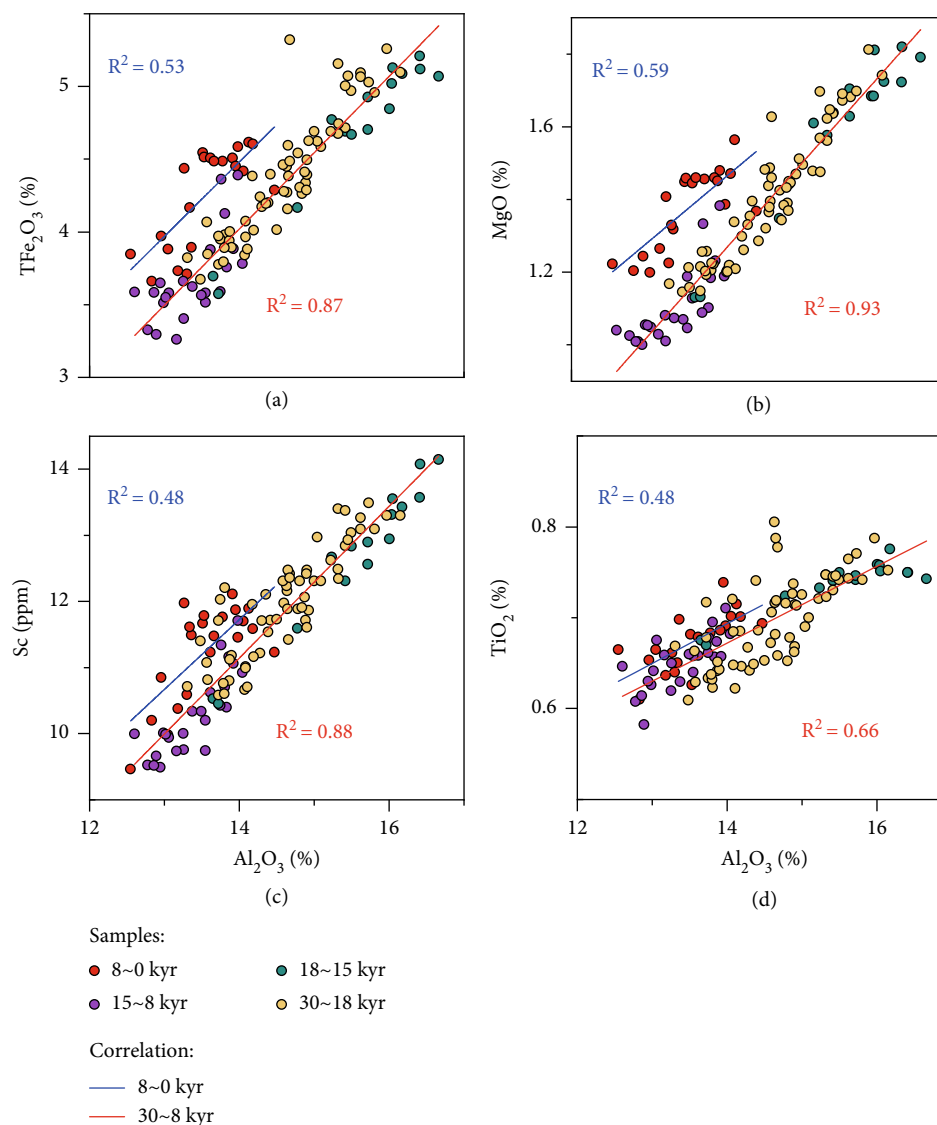 R² = 0.53
R² = 0.87
5
4
3
TFe₂O₃ (%)
(a)
R² = 0.59
R² = 0.93
1.6
1.2
MgO (%)
(b)
R² = 0.48
R² = 0.88
14
12
10
Sc (ppm)
12 14 16
Al₂O₃ (%)
(c)
R² = 0.48
R² = 0.66
0.8
0.6
TiO₂ (%)
12 14 16
Al₂O₃ (%)
(d)
Samples:
8~0 kyr 18~15 kyr
15~8 kyr 30~18 kyr
Correlation:
8~0 kyr
30~8 kyr